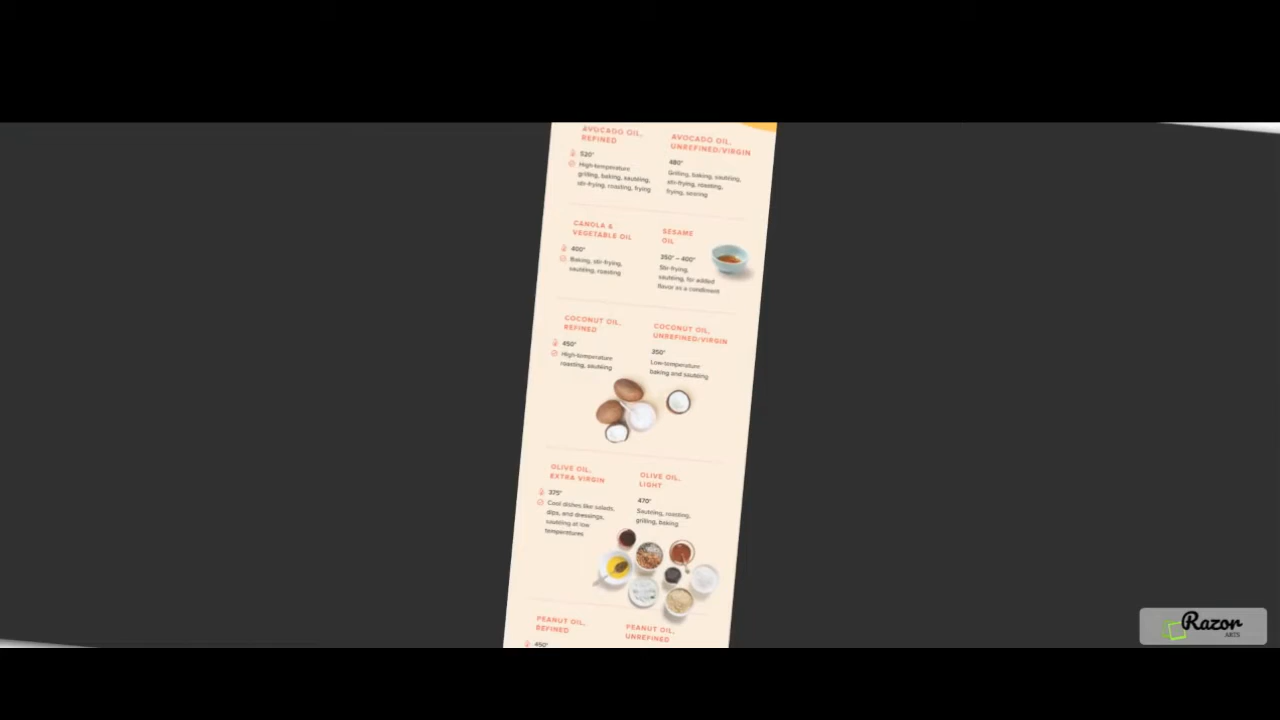 AVOCADO OIL,
REFINED
520°
High-temperature
grilling, baking, sautéing,
stir-frying, roasting, frying
AVOCADO OIL,
UNREFINED/VIRGIN
480°
Grilling, baking, sautéing,
stir-frying, roasting,
frying, searing
CANOLA &
VEGETABLE OIL
400°
Baking, stir-frying,
sautéing, roasting
SESAME
OIL
350° – 400°
Stir-frying,
sautéing, for added
flavor as a condiment
COCONUT OIL,
REFINED
450°
High-temperature
roasting, sautéing
COCONUT OIL,
UNREFINED/VIRGIN
350°
Low-temperature
baking and sautéing
OLIVE OIL,
EXTRA VIRGIN
375°
Cool dishes like salads,
dips, and dressings,
sautéing at low
temperatures
OLIVE OIL,
LIGHT
470°
Sautéing, roasting,
grilling, baking
PEANUT OIL,
REFINED
450°
PEANUT OIL,
UNREFINED
Razor
ARTS